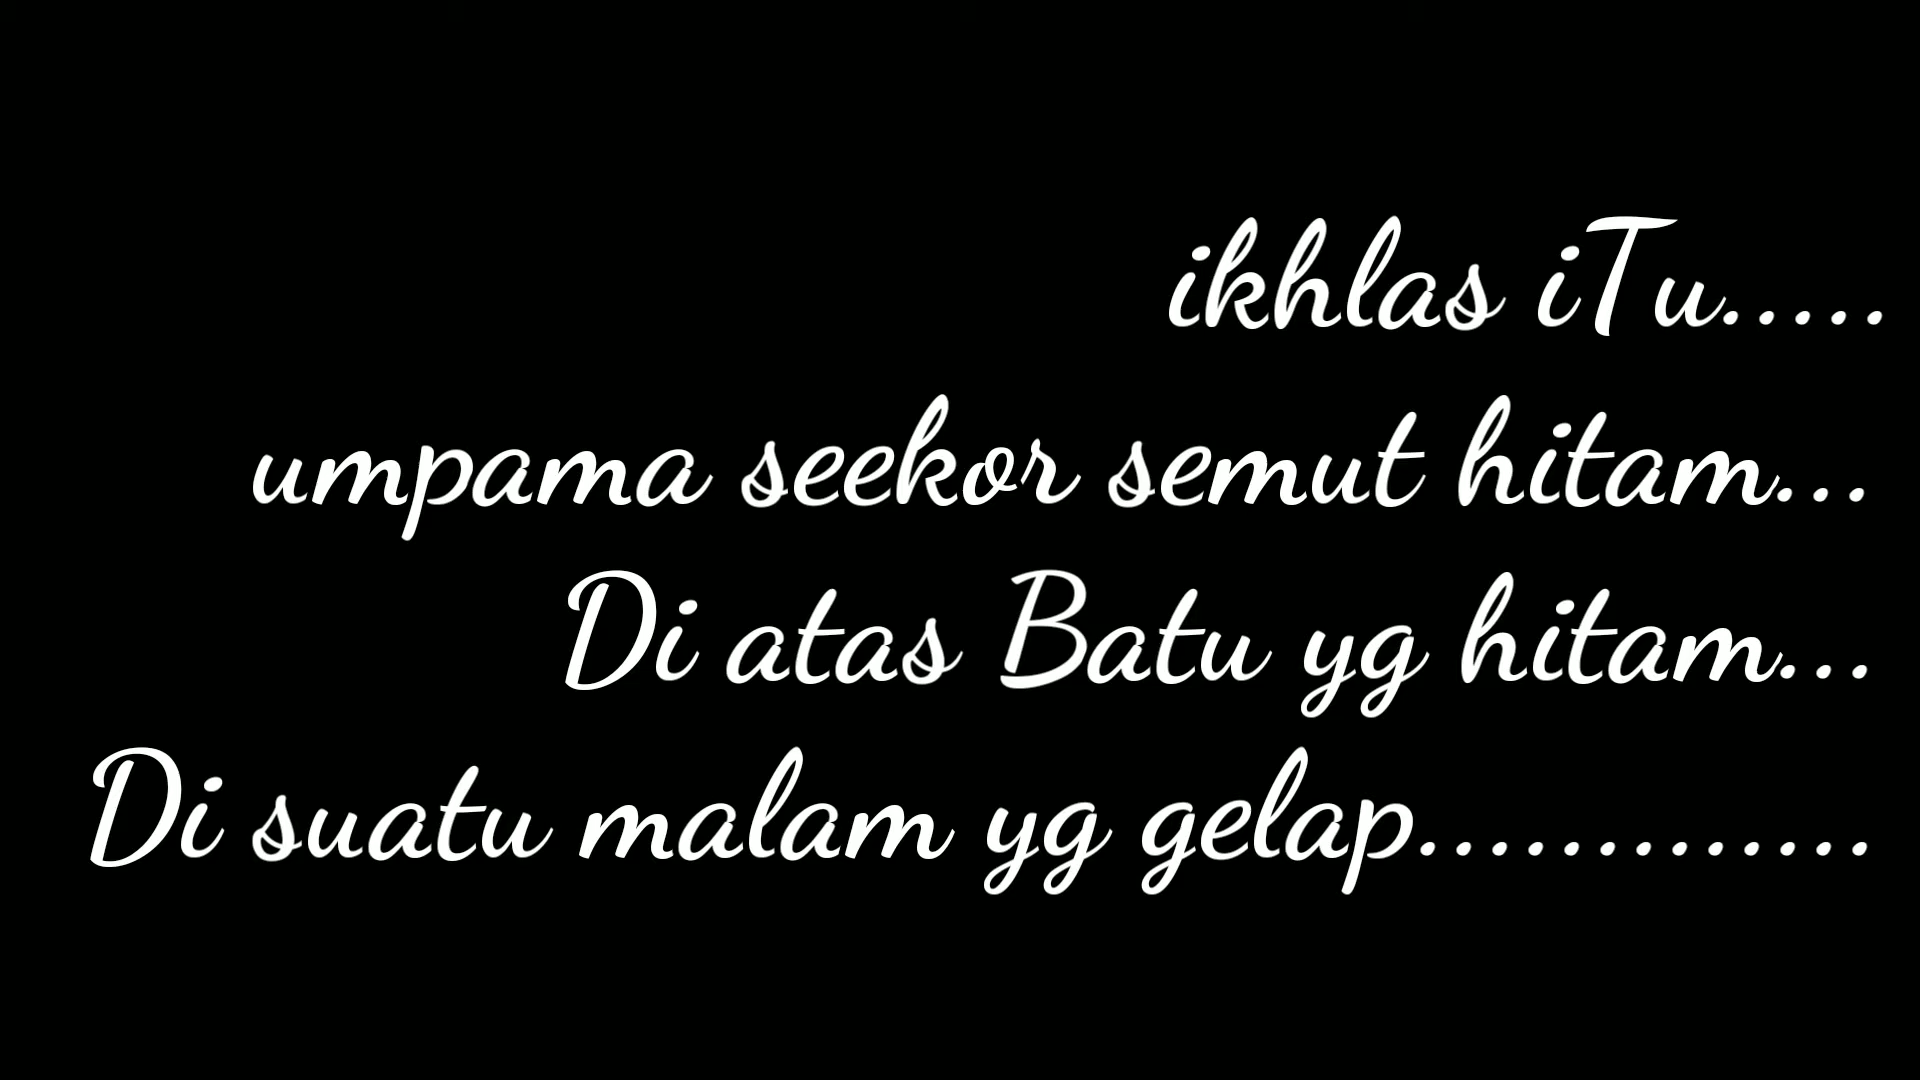 ikhlas iTu.....
umpama seekor semut hitam...
Di atas Batu yg hitam...
Di suatu malam yg gelap.............